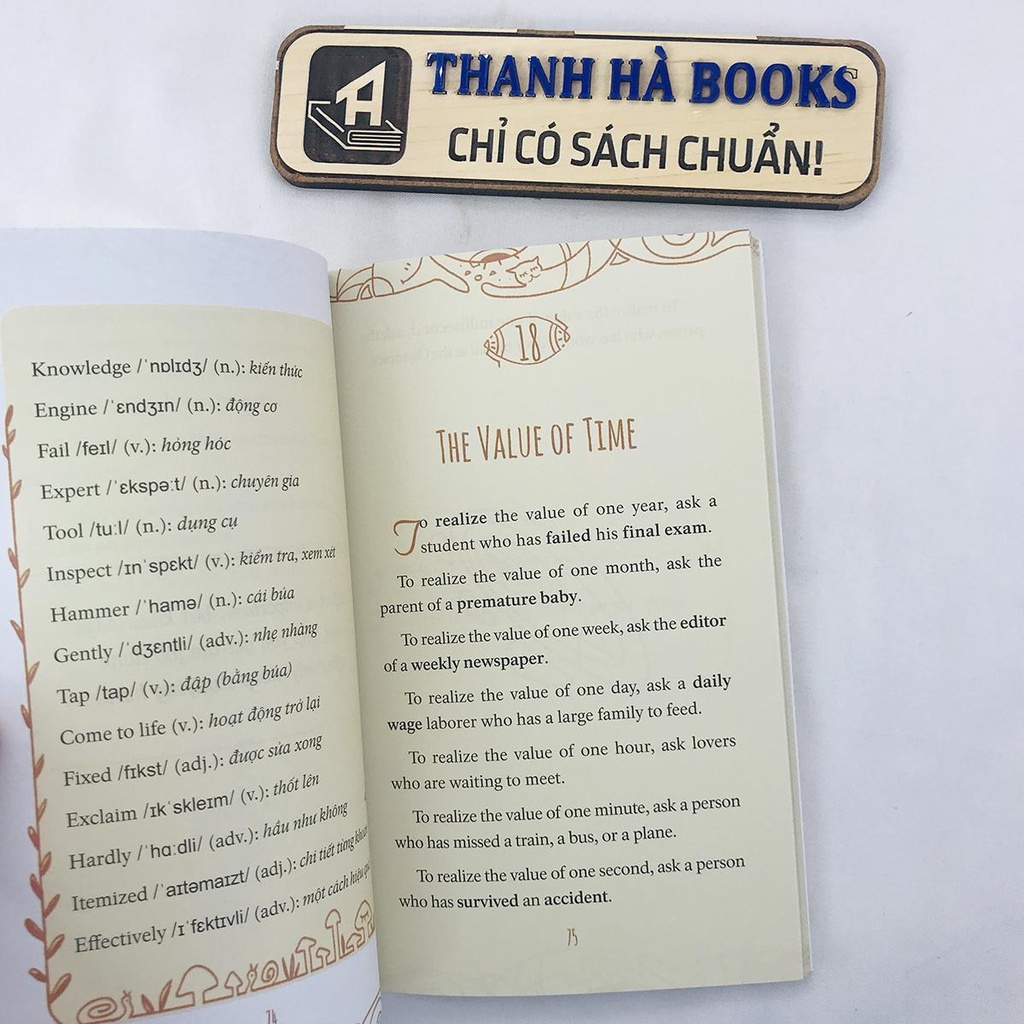 THANH HÀ BOOKS
CHỈ CÓ SÁCH CHUẨN!
Knowledge /ˈnɒlɪdʒ/ (n.): kiến thức
Engine /ˈɛndʒɪn/ (n.): động cơ
Fail /feɪl/ (v.): hỏng hóc
Expert /ˈɛkspəːt/ (n.): chuyên gia
Tool /tuːl/ (n.): dụng cụ
Inspect /ɪnˈspɛkt/ (v.): kiểm tra, xem xét
Hammer /ˈhamə/ (n.): cái búa
Gently /ˈdʒɛntli/ (adv.): nhẹ nhàng
Tap /tap/ (v.): đập (bằng búa)
Come to life (v.): hoạt động trở lại
Fixed /fɪkst/ (adj.): được sửa xong
Exclaim /ɪkˈskleɪm/ (v.): thốt lên
Hardly /ˈhɑːdli/ (adv.): hầu như không
Itemized /ˈaɪtəmaɪzt/ (adj.): chi tiết từng khoản
Effectively /ɪˈfɛktɪvli/ (adv.): một cách hiệu
74
18
THE VALUE OF TIME
To realize the value of one year, ask a
student who has failed his final exam.
To realize the value of one month, ask the
parent of a premature baby.
To realize the value of one week, ask the editor
of a weekly newspaper.
To realize the value of one day, ask a daily
wage laborer who has a large family to feed.
To realize the value of one hour, ask lovers
who are waiting to meet.
To realize the value of one minute, ask a person
who has missed a train, a bus, or a plane.
To realize the value of one second, ask a person
who has survived an accident.
75